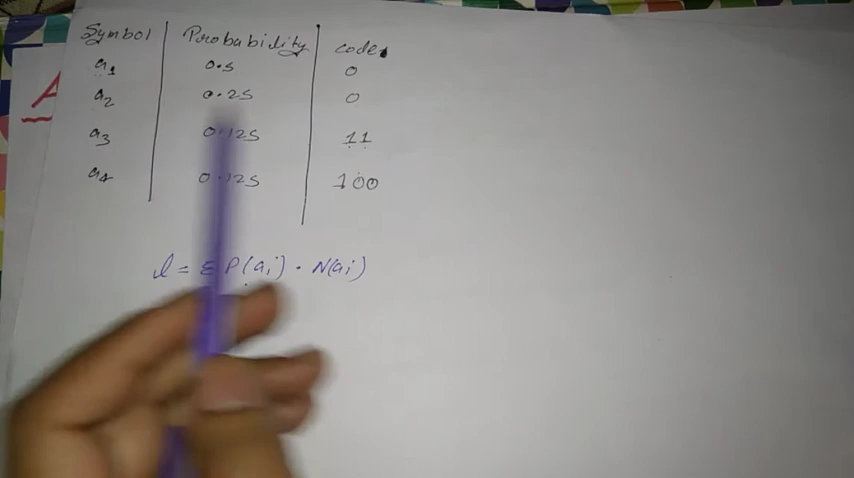 Symbol Probability code
a1 0.5 0
a2 0.25 0
a3 0.125 11
a4 0.125 100
l = Σ P(ai) . N(ai)
A